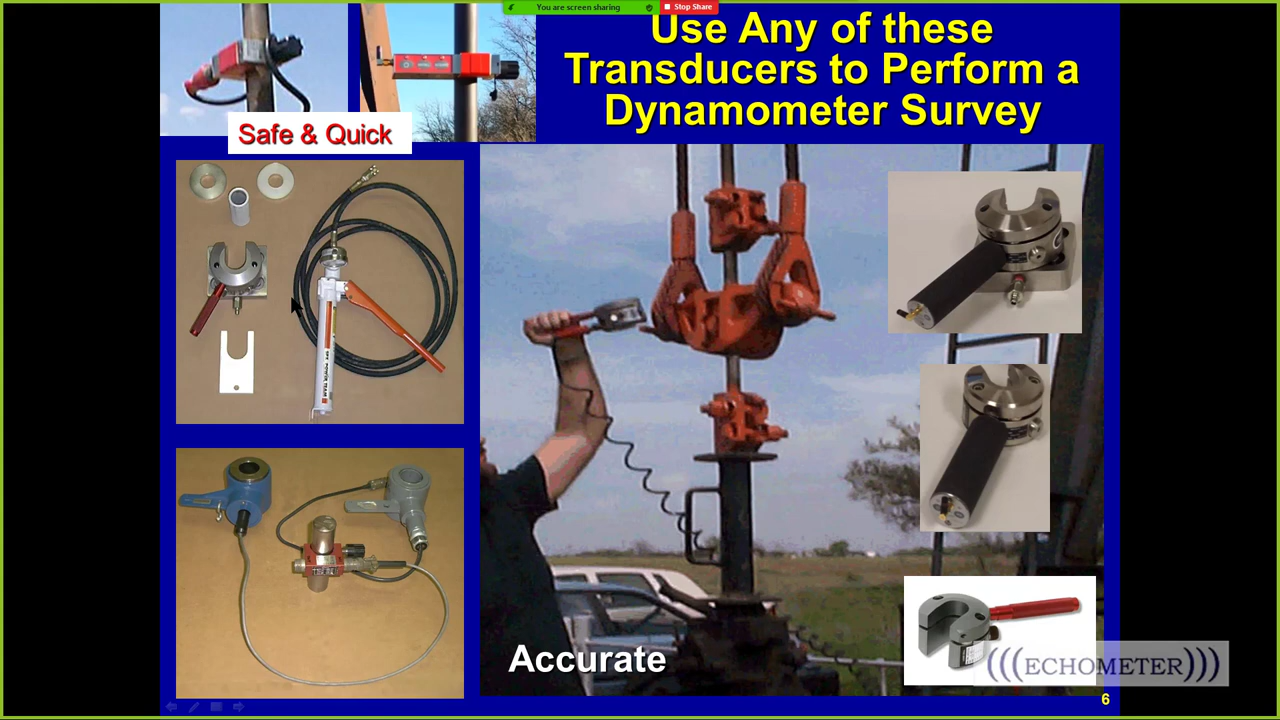 You are screen sharing
Stop Share
Use Any of these
Transducers to Perform a
Dynamometer Survey
Safe & Quick
Accurate
(((ECHOMETER)))
6